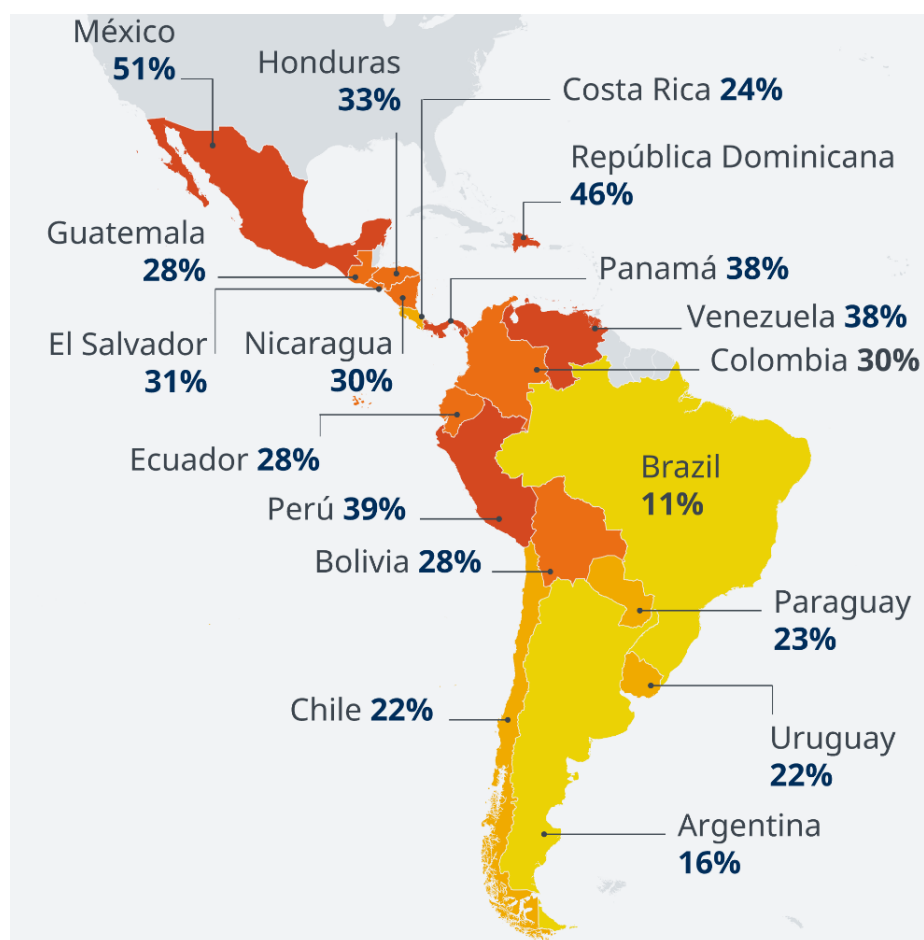 México
51%
Honduras
33%
Costa Rica 24%
República Dominicana
46%
Guatemala
28%
Panamá 38%
El Salvador
31%
Nicaragua
30%
Venezuela 38%
Colombia 30%
Ecuador 28%
Brazil
11%
Perú 39%
Bolivia 28%
Paraguay
23%
Chile 22%
Uruguay
22%
Argentina
16%